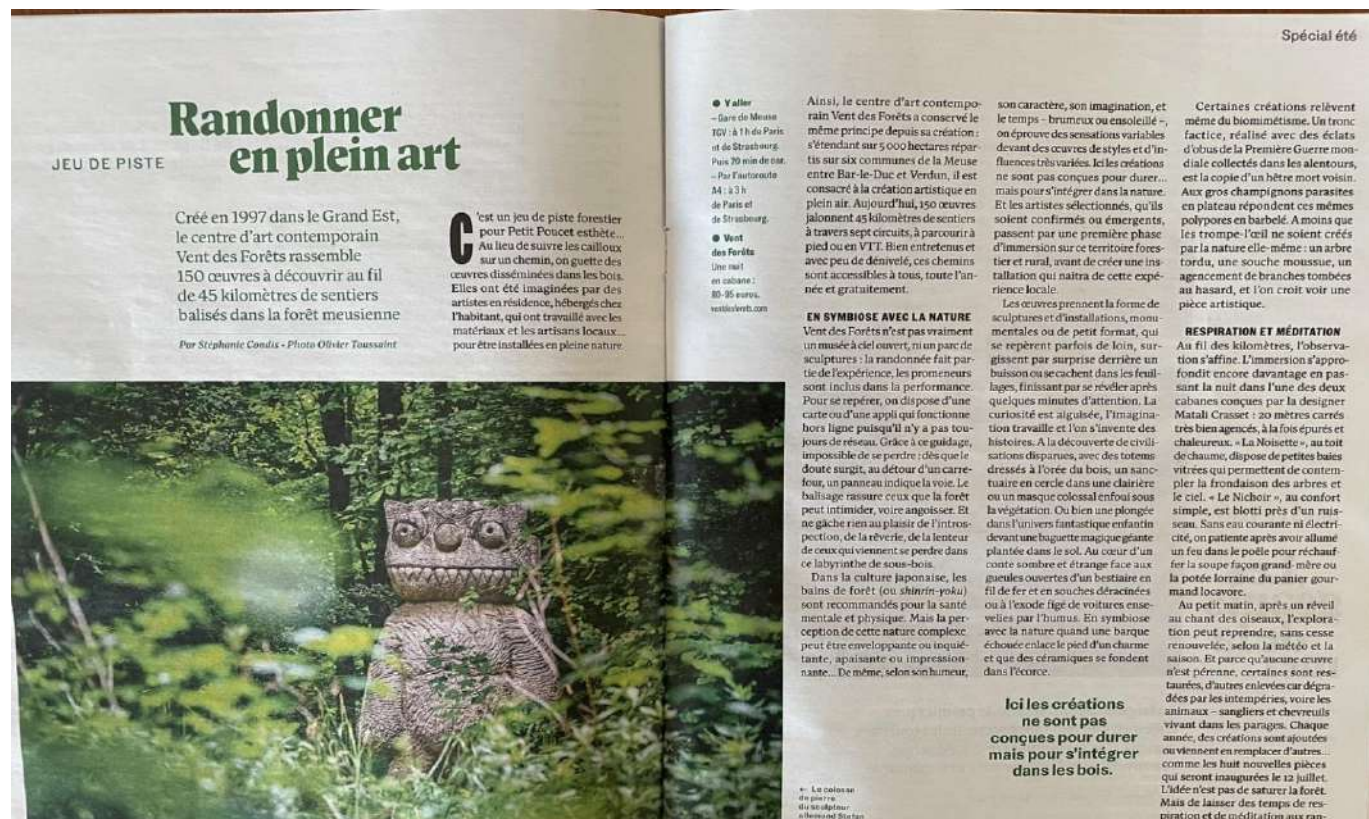 Spécial été
JEU DE PISTE
Randonner
en plein art
Créé en 1997 dans le Grand Est,
le centre d'art contemporain
Vent des Forêts rassemble
150 œuvres à découvrir au fil
de 45 kilomètres de sentiers
balisés dans la forêt meusienne
Par Stéphanie Condis - Photo Olivier Toussaint
C'est un jeu de piste forestier
pour Petit Poucet esthète...
Au lieu de suivre les cailloux
sur un chemin, on guette des
œuvres disséminées dans les bois.
Elles ont été imaginées par des
artistes en résidence, hébergés chez
l'habitant, qui ont travaillé avec les
matériaux et les artisans locaux...
pour être installées en pleine nature.
● Y aller
– Gare de Meuse
TGV : à 1 h de Paris
et de Strasbourg.
Puis 20 min de car.
– Par l'autoroute
A4 : à 3 h
de Paris et
de Strasbourg.
● Vent
des Forêts
Une nuit
en cabane :
80-95 euros.
ventdesforets.com
Ainsi, le centre d'art contempo-
rain Vent des Forêts a conservé le
même principe depuis sa création :
s'étendant sur 5 000 hectares répar-
tis sur six communes de la Meuse
entre Bar-le-Duc et Verdun, il est
consacré à la création artistique en
plein air. Aujourd'hui, 150 œuvres
jalonnent 45 kilomètres de sentiers
à travers sept circuits, à parcourir à
pied ou en VTT. Bien entretenus et
avec peu de dénivelé, ces chemins
sont accessibles à tous, toute l'an-
née et gratuitement.
EN SYMBIOSE AVEC LA NATURE
Vent des Forêts n'est pas vraiment
un musée à ciel ouvert, ni un parc de
sculptures : la randonnée fait par-
tie de l'expérience, les promeneurs
sont inclus dans la performance.
Pour se repérer, on dispose d'une
carte ou d'une appli qui fonctionne
hors ligne puisqu'il n'y a pas tou-
jours de réseau. Grâce à ce guidage,
impossible de se perdre : dès que le
doute surgit, au détour d'un carre-
four, un panneau indique la voie. Le
balisage rassure ceux que la forêt
peut intimider, voire angoisser. Et
ne gâche rien au plaisir de l'intros-
pection, de la rêverie, de la lenteur
de ceux qui viennent se perdre dans
ce labyrinthe de sous-bois.
Dans la culture japonaise, les
bains de forêt (ou shinrin-yoku)
sont recommandés pour la santé
mentale et physique. Mais la per-
ception de cette nature complexe
peut être enveloppante ou inquié-
tante, apaisante ou impression-
nante... De même, selon son humeur,
son caractère, son imagination, et
le temps – brumeux ou ensoleillé –,
on éprouve des sensations variables
devant des œuvres de styles et d'in-
fluences très variées. Ici les créations
ne sont pas conçues pour durer...
mais pour s'intégrer dans la nature.
Et les artistes sélectionnés, qu'ils
soient confirmés ou émergents,
passent par une première phase
d'immersion sur ce territoire fores-
tier et rural, avant de créer une ins-
tallation qui naîtra de cette expé-
rience locale.
Les œuvres prennent la forme de
sculptures et d'installations, monu-
mentales ou de petit format, qui
se repèrent parfois de loin, sur-
gissent par surprise derrière un
buisson ou se cachent dans les feuil-
lages, finissant par se révéler après
quelques minutes d'attention. La
curiosité est aiguisée, l'imagina-
tion travaille et l'on s'invente des
histoires. A la découverte de civili-
sations disparues, avec des totems
dressés à l'orée du bois, un sanc-
tuaire en cercle dans une clairière
ou un masque colossal enfoui sous
la végétation. Ou bien une plongée
dans l'univers fantastique enfantin
devant une baguette magique géante
plantée dans le sol. Au cœur d'un
conte sombre et étrange face aux
gueules ouvertes d'un bestiaire en
fil de fer et en souches déracinées
ou à l'exode figé de voitures ense-
velies par l'humus. En symbiose
avec la nature quand une barque
échouée enlace le pied d'un charme
et que des céramiques se fondent
dans l'écorce.
Ici les créations
ne sont pas
conçues pour durer
mais pour s'intégrer
dans les bois.
Certaines créations relèvent
même du biomimétisme. Un tronc
factice, réalisé avec des éclats
d'obus de la Première Guerre mon-
diale collectés dans les alentours,
est la copie d'un hêtre mort voisin.
Aux gros champignons parasites
en plateau répondent ces mêmes
polypores en barbelé. A moins que
les trompe-l'œil ne soient créés
par la nature elle-même : un arbre
tordu, une souche moussue, un
agencement de branches tombées
au hasard, et l'on croit voir une
pièce artistique.
RESPIRATION ET MÉDITATION
Au fil des kilomètres, l'observa-
tion s'affine. L'immersion s'appro-
fondit encore davantage en pas-
sant la nuit dans l'une des deux
cabanes conçues par la designer
Matali Crasset : 20 mètres carrés
très bien agencés, à la fois épurés et
chaleureux. « La Noisette », au toit
de chaume, dispose de petites baies
vitrées qui permettent de contem-
pler la frondaison des arbres et
le ciel. « Le Nichoir », au confort
simple, est blotti près d'un ruis-
seau. Sans eau courante ni électri-
cité, on patiente après avoir allumé
un feu dans le poêle pour réchauf-
fer la soupe façon grand-mère ou
la potée lorraine du panier gour-
mand locavore.
Au petit matin, après un réveil
au chant des oiseaux, l'explora-
tion peut reprendre, sans cesse
renouvelée, selon la météo et la
saison. Et parce qu'aucune œuvre
n'est pérenne, certaines sont res-
taurées, d'autres enlevées car dégra-
dées par les intempéries, voire les
animaux – sangliers et chevreuils
vivant dans les parages. Chaque
année, des créations sont ajoutées
ou viennent en remplacer d'autres...
comme les huit nouvelles pièces
qui seront inaugurées le 12 juillet.
L'idée n'est pas de saturer la forêt.
Mais de laisser des temps de res-
piration et de méditation aux ran-
← Le colosse
de pierre
du sculpteur
allemand Stefan